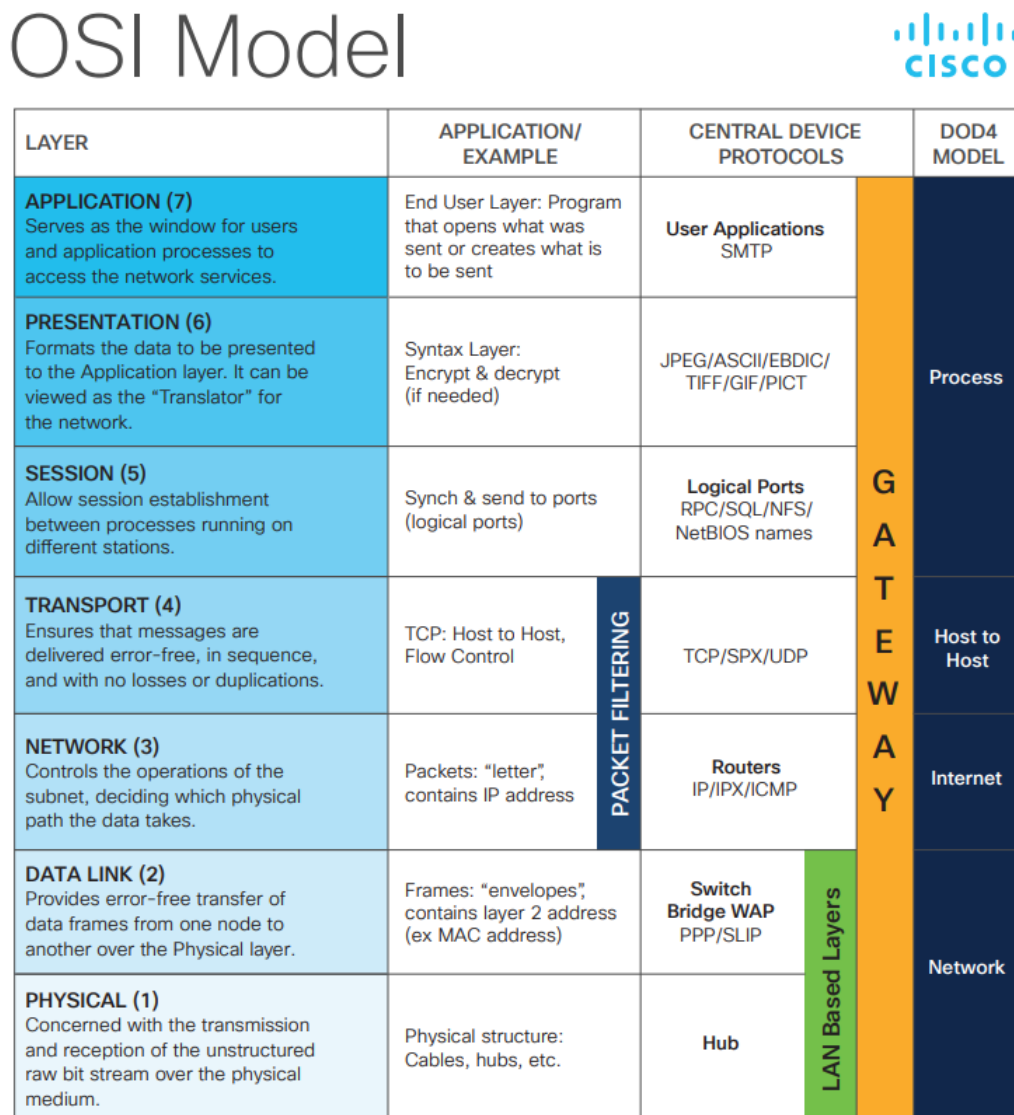 OSI Model
CISCO
LAYER
APPLICATION/
EXAMPLE
CENTRAL DEVICE
PROTOCOLS
DOD4
MODEL
APPLICATION (7)
Serves as the window for users
and application processes to
access the network services.
End User Layer: Program
that opens what was
sent or creates what is
to be sent
User Applications
SMTP
PRESENTATION (6)
Formats the data to be presented
to the Application layer. It can be
viewed as the “Translator” for
the network.
Syntax Layer:
Encrypt & decrypt
(if needed)
JPEG/ASCII/EBDIC/
TIFF/GIF/PICT
Process
SESSION (5)
Allow session establishment
between processes running on
different stations.
Synch & send to ports
(logical ports)
Logical Ports
RPC/SQL/NFS/
NetBIOS names
GATEWAY
TRANSPORT (4)
Ensures that messages are
delivered error-free, in sequence,
and with no losses or duplications.
TCP: Host to Host,
Flow Control
PACKET FILTERING
TCP/SPX/UDP
Host to
Host
NETWORK (3)
Controls the operations of the
subnet, deciding which physical
path the data takes.
Packets: “letter”,
contains IP address
Routers
IP/IPX/ICMP
Internet
DATA LINK (2)
Provides error-free transfer of
data frames from one node to
another over the Physical layer.
Frames: “envelopes”,
contains layer 2 address
(ex MAC address)
Switch
Bridge WAP
PPP/SLIP
LAN Based Layers
Network
PHYSICAL (1)
Concerned with the transmission
and reception of the unstructured
raw bit stream over the physical
medium.
Physical structure:
Cables, hubs, etc.
Hub